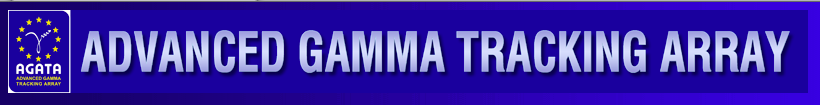 AGATA
ADVANCED GAMMA
TRACKING ARRAY
ADVANCED GAMMA TRACKING ARRAY